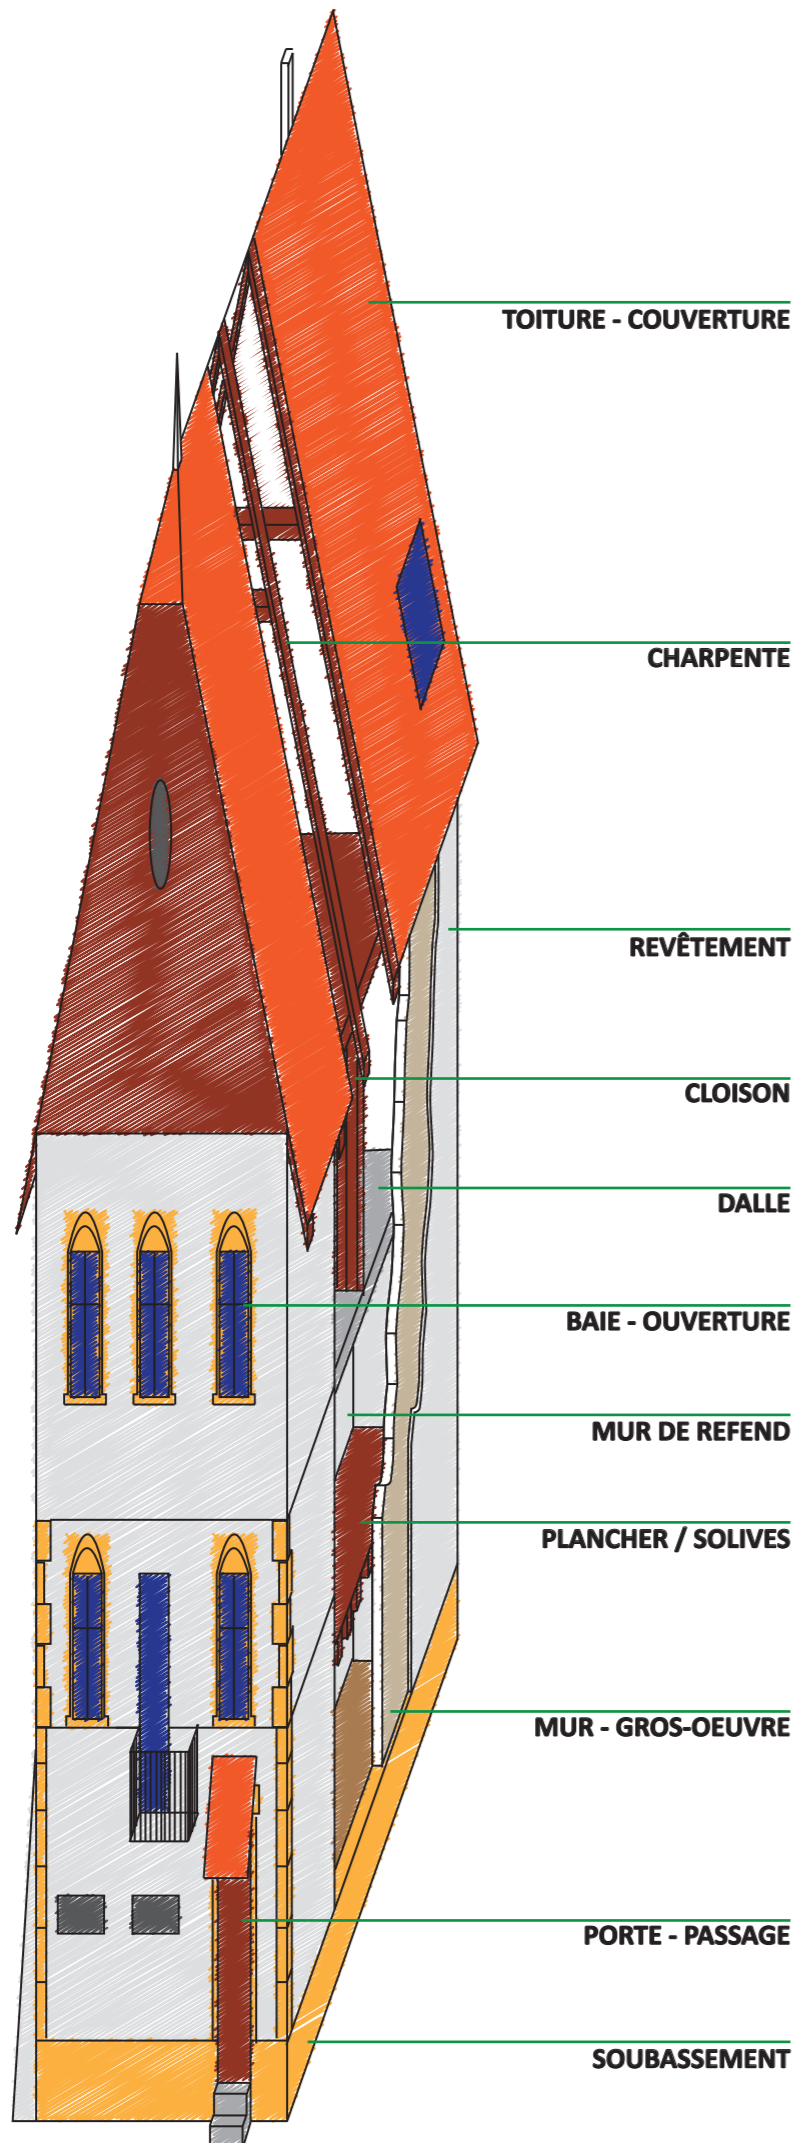 TOITURE - COUVERTURE
CHARPENTE
REVÊTEMENT
CLOISON
DALLE
BAIE - OUVERTURE
MUR DE REFEND
PLANCHER / SOLIVES
MUR - GROS-OEUVRE
PORTE - PASSAGE
SOUBASSEMENT